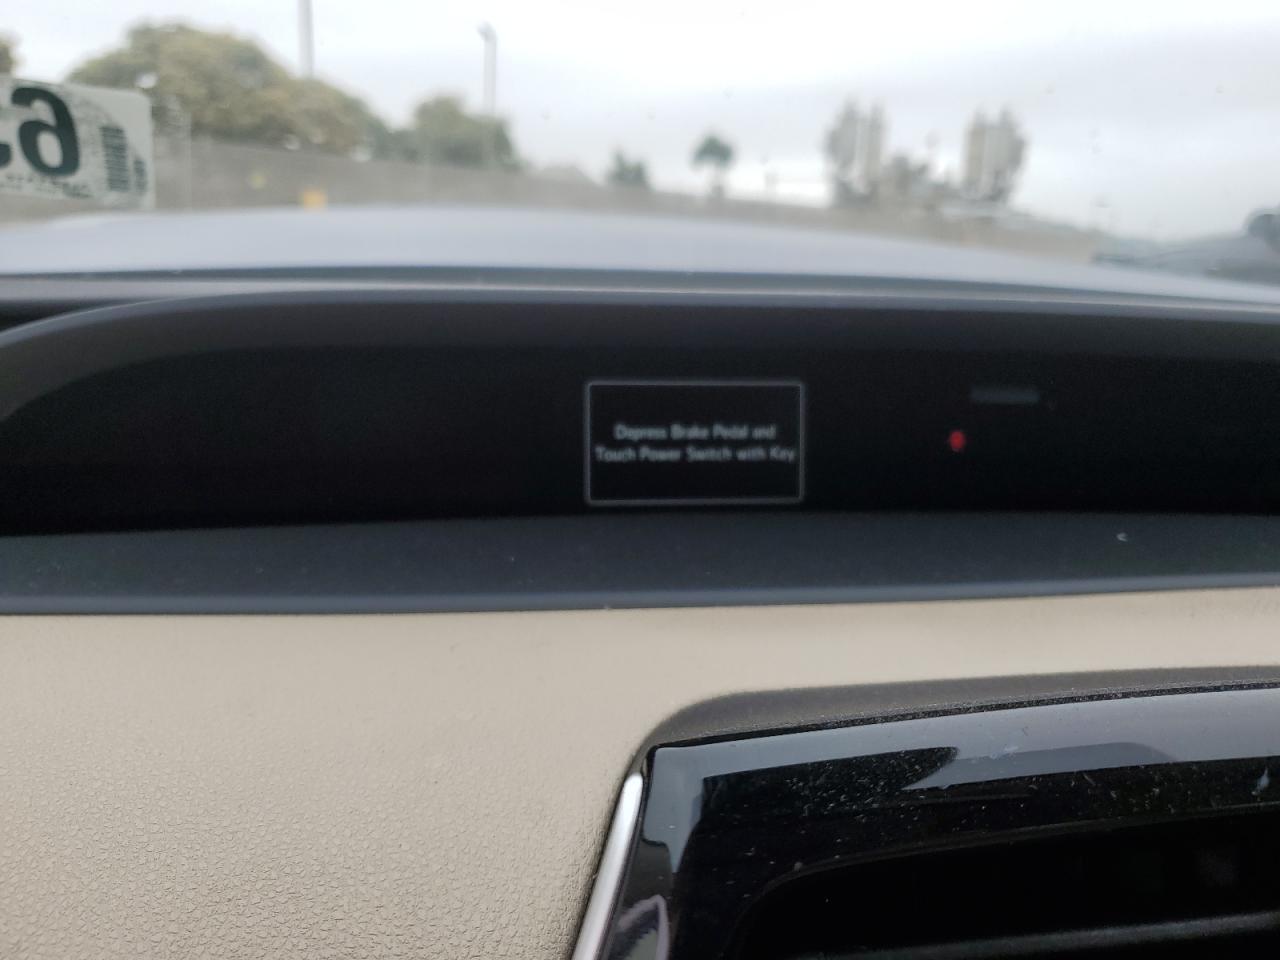 Depress Brake Pedal and
Touch Power Switch with Key